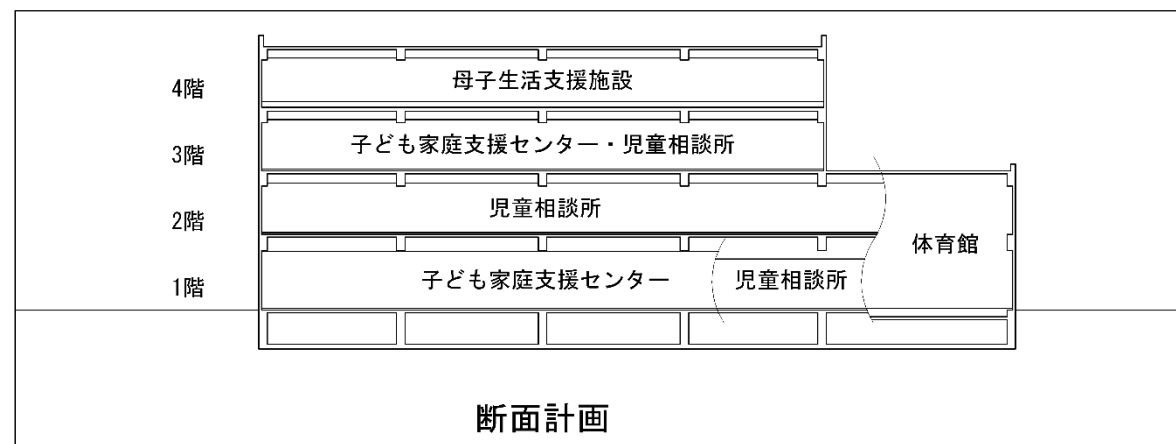 4階
母子生活支援施設
3階
子ども家庭支援センター・児童相談所
2階
児童相談所
体育館
1階
子ども家庭支援センター
児童相談所
断面計画